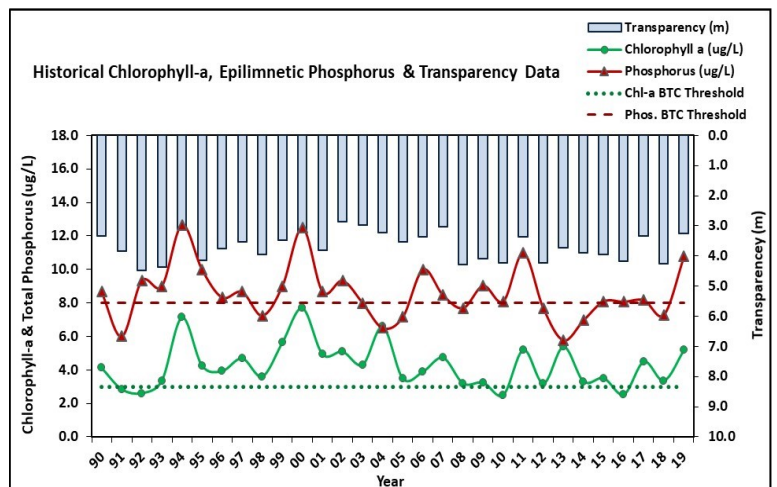 Transparency (m)
Chlorophyll a (ug/L)
Historical Chlorophyll-a, Epilimnetic Phosphorus & Transparency Data
Phosphorus (ug/L)
Chl-a BTC Threshold
Phos. BTC Threshold
Chlorophyll-a & Total Phosphorus (ug/L)
18.0
16.0
14.0
12.0
10.0
8.0
6.0
4.0
2.0
0.0
0.0
1.0
2.0
3.0
4.0
5.0
6.0
7.0
8.0
9.0
10.0
Transparency (m)
90 91 92 93 94 95 96 97 98 99 00 01 02 03 04 05 06 07 08 09 10 11 12 13 14 15 16 17 18 19
Year